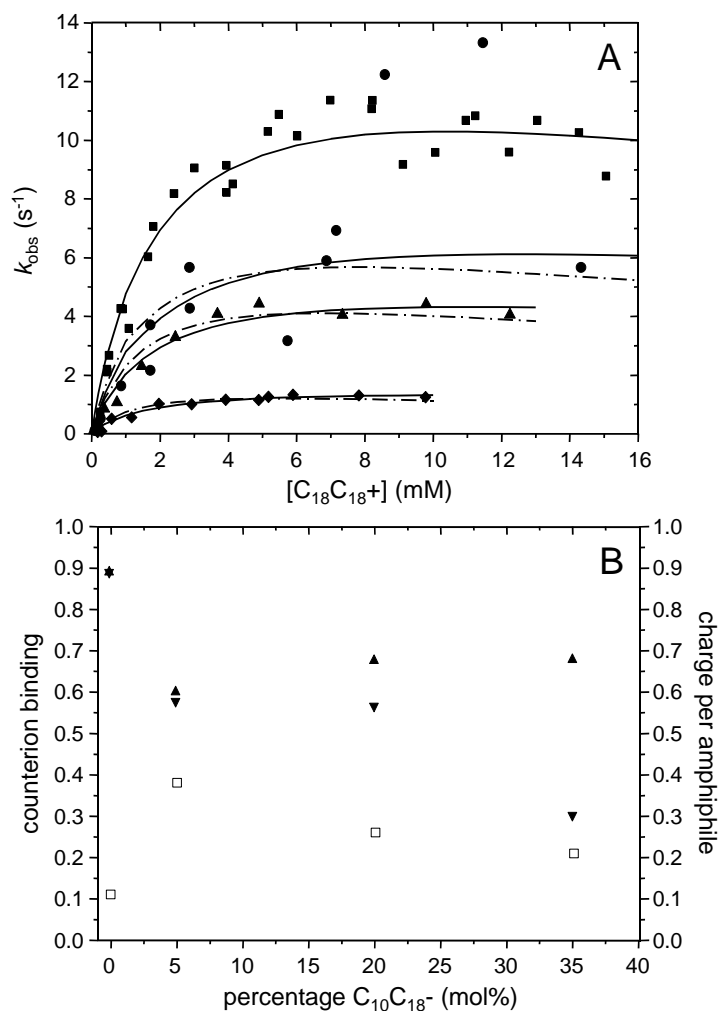 14
12
10
8
6
4
2
0
A
k_obs (s⁻¹)
0 2 4 6 8 10 12 14 16
[C₁₈C₁₈+] (mM)
1.0 1.0
0.9 0.9
0.8 0.8
0.7 0.7
0.6 0.6
0.5 0.5
0.4 0.4
0.3 0.3
0.2 0.2
0.1 0.1
0.0 0.0
B
counterion binding
charge per amphiphile
0 5 10 15 20 25 30 35 40
percentage C₁₀C₁₈- (mol%)